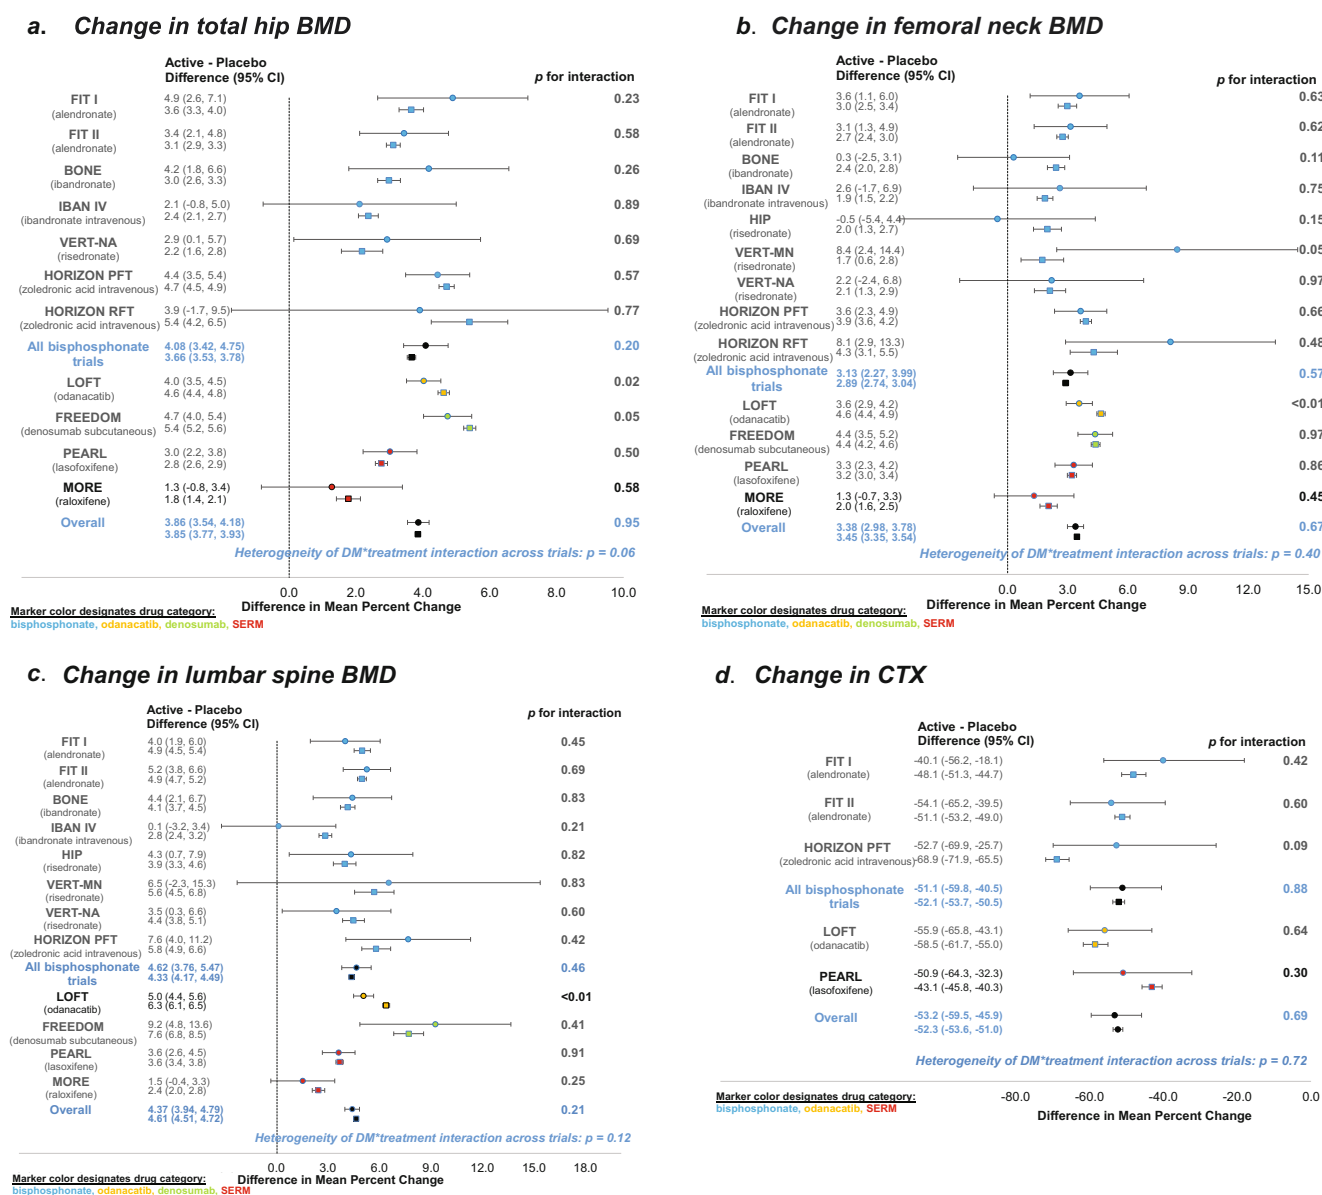 a. Change in total hip BMD
Active - Placebo
Difference (95% CI)
p for interaction
FIT I
(alendronate)
4.9 (2.6, 7.1)
3.6 (3.3, 4.0)
0.23
FIT II
(alendronate)
3.4 (2.1, 4.8)
3.1 (2.9, 3.3)
0.58
BONE
(ibandronate)
4.2 (1.8, 6.6)
3.0 (2.6, 3.3)
0.26
IBAN IV
(ibandronate intravenous)
2.1 (-0.8, 5.0)
2.4 (2.1, 2.7)
0.89
VERT-NA
(risedronate)
2.9 (0.1, 5.7)
2.2 (1.6, 2.8)
0.69
HORIZON PFT
(zoledronic acid intravenous)
4.4 (3.5, 5.4)
4.7 (4.5, 4.9)
0.57
HORIZON RFT
(zoledronic acid intravenous)
3.9 (-1.7, 9.5)
5.4 (4.2, 6.5)
0.77
All bisphosphonate
trials
4.08 (3.42, 4.75)
3.66 (3.53, 3.78)
0.20
LOFT
(odanacatib)
4.0 (3.5, 4.5)
4.6 (4.4, 4.8)
0.02
FREEDOM
(denosumab subcutaneous)
4.7 (4.0, 5.4)
5.4 (5.2, 5.6)
0.05
PEARL
(lasofoxifene)
3.0 (2.2, 3.8)
2.8 (2.6, 2.9)
0.50
MORE
(raloxifene)
1.3 (-0.8, 3.4)
1.8 (1.4, 2.1)
0.58
Overall
3.86 (3.54, 4.18)
3.85 (3.77, 3.93)
0.95
Heterogeneity of DM*treatment interaction across trials: p = 0.06
0.0 2.0 4.0 6.0 8.0 10.0
Difference in Mean Percent Change
Marker color designates drug category:
bisphosphonate, odanacatib, denosumab, SERM
b. Change in femoral neck BMD
Active - Placebo
Difference (95% CI)
p for interaction
FIT I
(alendronate)
3.6 (1.1, 6.0)
3.0 (2.5, 3.4)
0.63
FIT II
(alendronate)
3.1 (1.3, 4.9)
2.7 (2.4, 3.0)
0.62
BONE
(ibandronate)
0.3 (-2.5, 3.1)
2.4 (2.0, 2.8)
0.11
IBAN IV
(ibandronate intravenous)
2.6 (-1.7, 6.9)
1.9 (1.5, 2.2)
0.75
HIP
(risedronate)
-0.5 (-5.4, 4.4)
2.0 (1.3, 2.7)
0.15
VERT-MN
(risedronate)
8.4 (2.4, 14.4)
1.7 (0.6, 2.8)
0.05
VERT-NA
(risedronate)
2.2 (-2.4, 6.8)
2.1 (1.3, 2.9)
0.97
HORIZON PFT
(zoledronic acid intravenous)
3.6 (2.3, 4.9)
3.9 (3.6, 4.2)
0.66
HORIZON RFT
(zoledronic acid intravenous)
8.1 (2.9, 13.3)
4.3 (3.1, 5.5)
0.48
All bisphosphonate
trials
3.13 (2.27, 3.99)
2.89 (2.74, 3.04)
0.57
LOFT
(odanacatib)
3.6 (2.9, 4.2)
4.6 (4.4, 4.9)
<0.01
FREEDOM
(denosumab subcutaneous)
4.4 (3.5, 5.2)
4.4 (4.2, 4.6)
0.97
PEARL
(lasofoxifene)
3.3 (2.3, 4.2)
3.2 (3.0, 3.4)
0.86
MORE
(raloxifene)
1.3 (-0.7, 3.3)
2.0 (1.6, 2.5)
0.45
Overall
3.38 (2.98, 3.78)
3.45 (3.35, 3.54)
0.67
Heterogeneity of DM*treatment interaction across trials: p = 0.40
0.0 3.0 6.0 9.0 12.0 15.0
Difference in Mean Percent Change
Marker color designates drug category:
bisphosphonate, odanacatib, denosumab, SERM
c. Change in lumbar spine BMD
Active - Placebo
Difference (95% CI)
p for interaction
FIT I
(alendronate)
4.0 (1.9, 6.0)
4.9 (4.5, 5.4)
0.45
FIT II
(alendronate)
5.2 (3.8, 6.6)
4.9 (4.7, 5.2)
0.69
BONE
(ibandronate)
4.4 (2.1, 6.7)
4.1 (3.7, 4.5)
0.83
IBAN IV
(ibandronate intravenous)
0.1 (-3.2, 3.4)
2.8 (2.4, 3.2)
0.21
HIP
(risedronate)
4.3 (0.7, 7.9)
3.9 (3.3, 4.6)
0.82
VERT-MN
(risedronate)
6.5 (-2.3, 15.3)
5.6 (4.5, 6.8)
0.83
VERT-NA
(risedronate)
3.5 (0.3, 6.6)
4.4 (3.8, 5.1)
0.60
HORIZON PFT
(zoledronic acid intravenous)
7.6 (4.0, 11.2)
5.8 (4.9, 6.6)
0.42
All bisphosphonate
trials
4.62 (3.76, 5.47)
4.33 (4.17, 4.49)
0.46
LOFT
(odanacatib)
5.0 (4.4, 5.6)
6.3 (6.1, 6.5)
<0.01
FREEDOM
(denosumab subcutaneous)
9.2 (4.8, 13.6)
7.6 (6.8, 8.5)
0.41
PEARL
(lasoxifene)
3.6 (2.6, 4.5)
3.6 (3.4, 3.8)
0.91
MORE
(raloxifene)
1.5 (-0.4, 3.3)
2.4 (2.0, 2.8)
0.25
Overall
4.37 (3.94, 4.79)
4.61 (4.51, 4.72)
0.21
Heterogeneity of DM*treatment interaction across trials: p = 0.12
0.0 3.0 6.0 9.0 12.0 15.0 18.0
Difference in Mean Percent Change
Marker color designates drug category:
bisphosphonate, odanacatib, denosumab, SERM
d. Change in CTX
Active - Placebo
Difference (95% CI)
p for interaction
FIT I
(alendronate)
-40.1 (-56.2, -18.1)
-48.1 (-51.3, -44.7)
0.42
FIT II
(alendronate)
-54.1 (-65.2, -39.5)
-51.1 (-53.2, -49.0)
0.60
HORIZON PFT
(zoledronic acid intravenous)
-52.7 (-69.9, -25.7)
-68.9 (-71.9, -65.5)
0.09
All bisphosphonate
trials
-51.1 (-59.8, -40.5)
-52.1 (-53.7, -50.5)
0.88
LOFT
(odanacatib)
-55.9 (-65.8, -43.1)
-58.5 (-61.7, -55.0)
0.64
PEARL
(lasofoxifene)
-50.9 (-64.3, -32.3)
-43.1 (-45.8, -40.3)
0.30
Overall
-53.2 (-59.5, -45.9)
-52.3 (-53.6, -51.0)
0.69
Heterogeneity of DM*treatment interaction across trials: p = 0.72
-80.0 -60.0 -40.0 -20.0 0.0
Difference in Mean Percent Change
Marker color designates drug category:
bisphosphonate, odanacatib, SERM